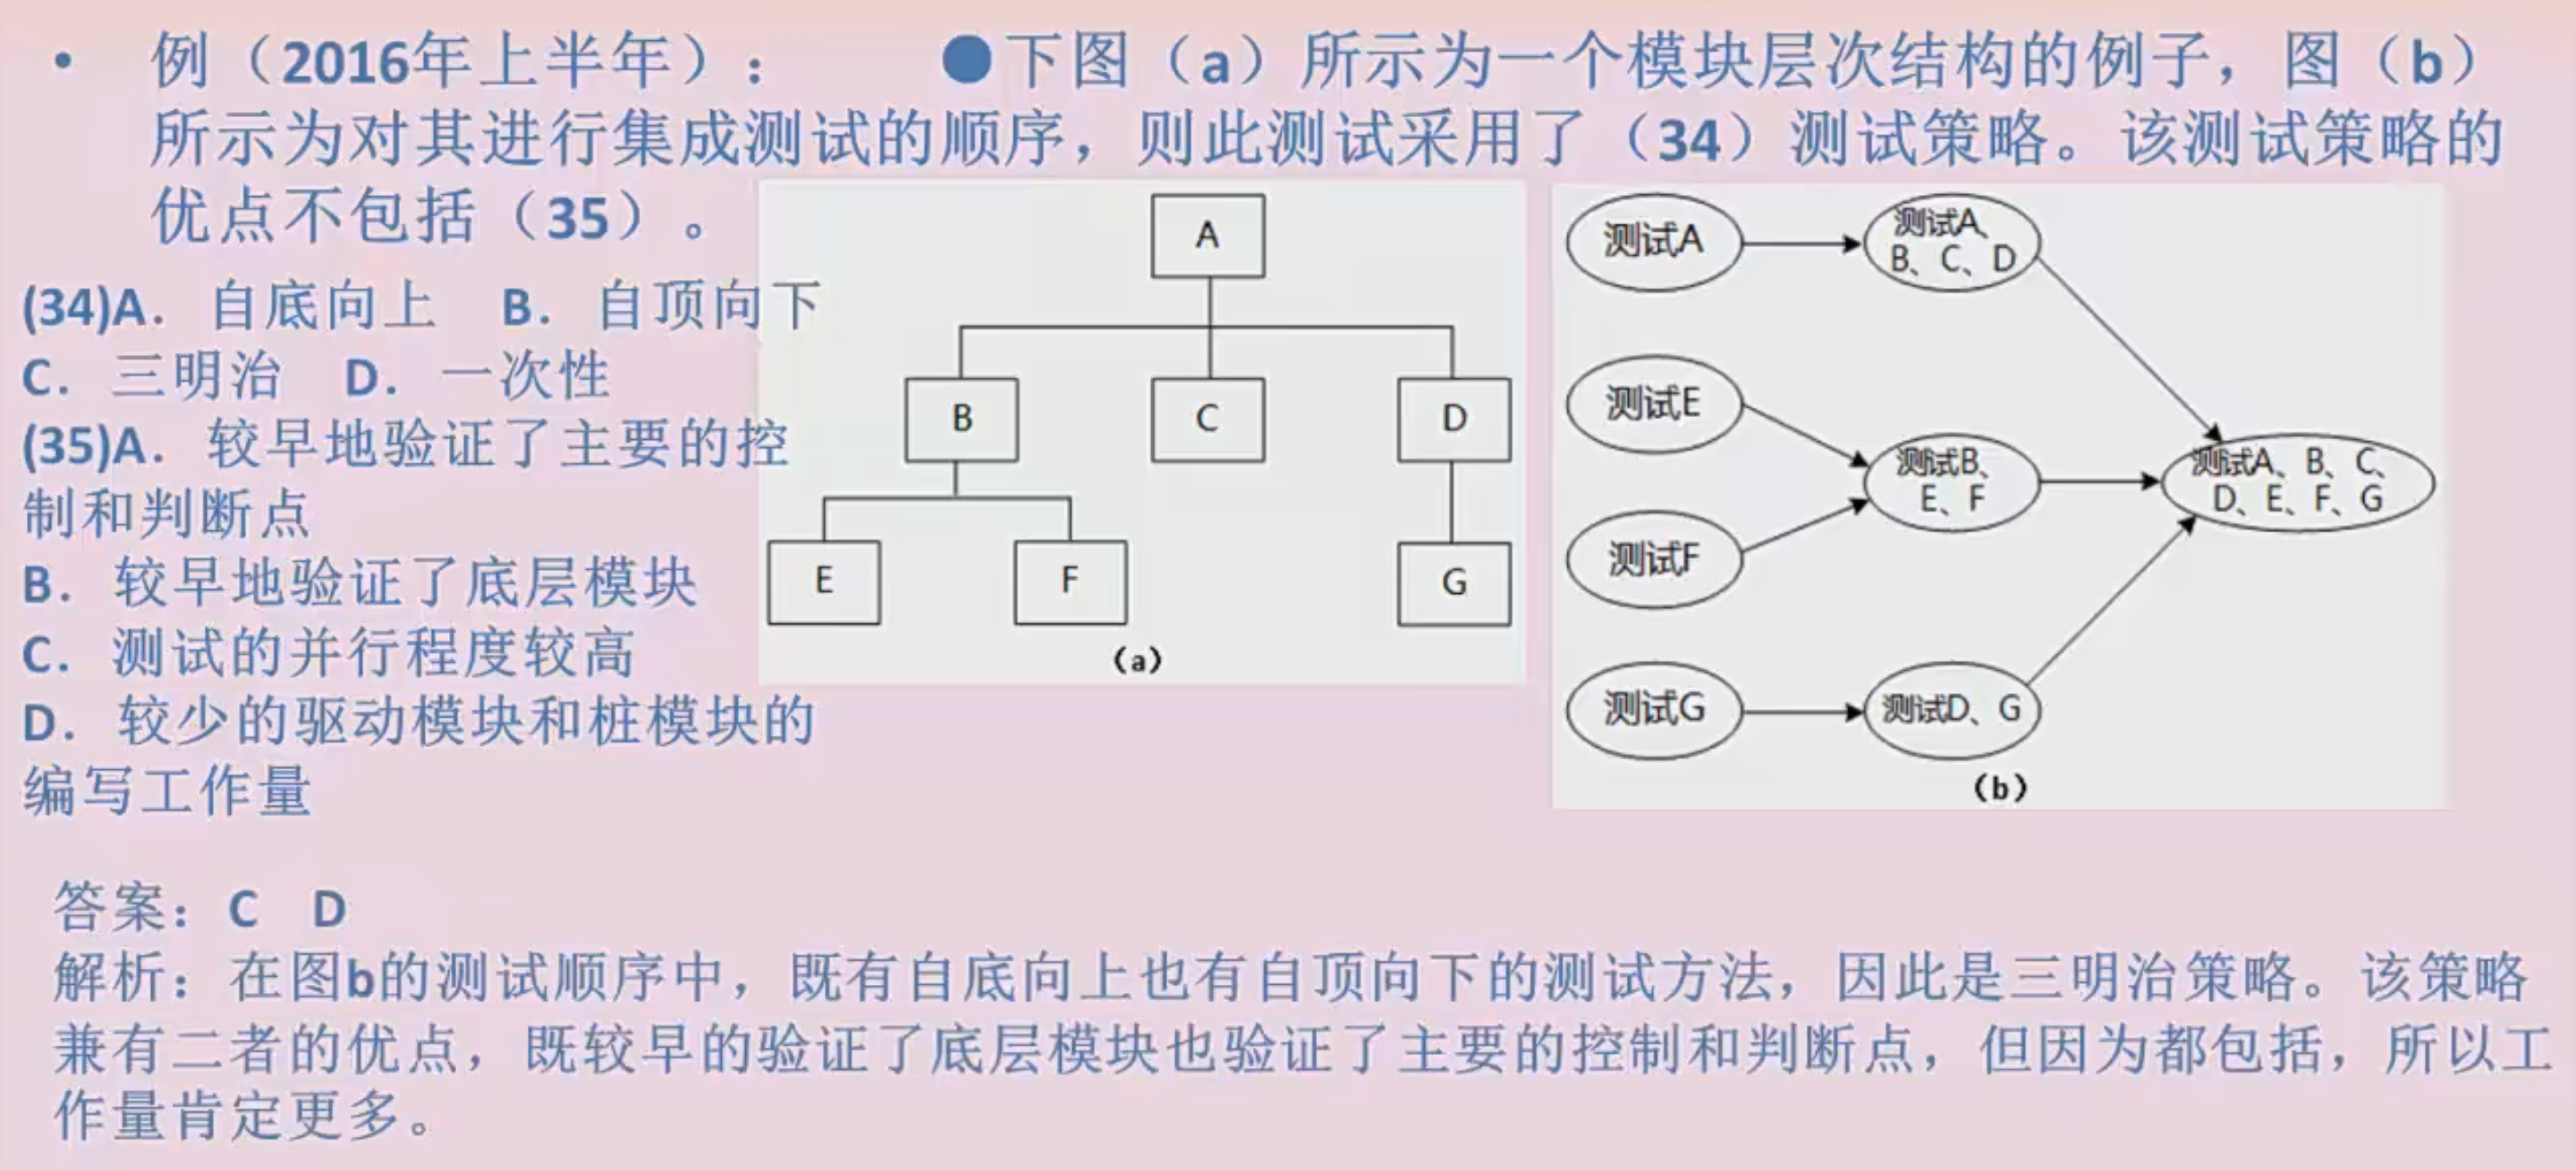 • 例（2016年上半年）： ●下图（a）所示为一个模块层次结构的例子，图（b）
所示为对其进行集成测试的顺序，则此测试采用了（34）测试策略。该测试策略的
优点不包括（35）。
(34)A．自底向上 B．自顶向下
C．三明治 D．一次性
(35)A．较早地验证了主要的控
制和判断点
B．较早地验证了底层模块
C．测试的并行程度较高
D．较少的驱动模块和桩模块的
编写工作量
A
B
C
D
E
F
G
（a）
测试A
测试A、
B、C、D
测试E
测试B、
E、F
测试A、B、C、
D、E、F、G
测试F
测试G
测试D、G
（b）
答案：C D
解析：在图b的测试顺序中，既有自底向上也有自顶向下的测试方法，因此是三明治策略。该策略
兼有二者的优点，既较早的验证了底层模块也验证了主要的控制和判断点，但因为都包括，所以工
作量肯定更多。